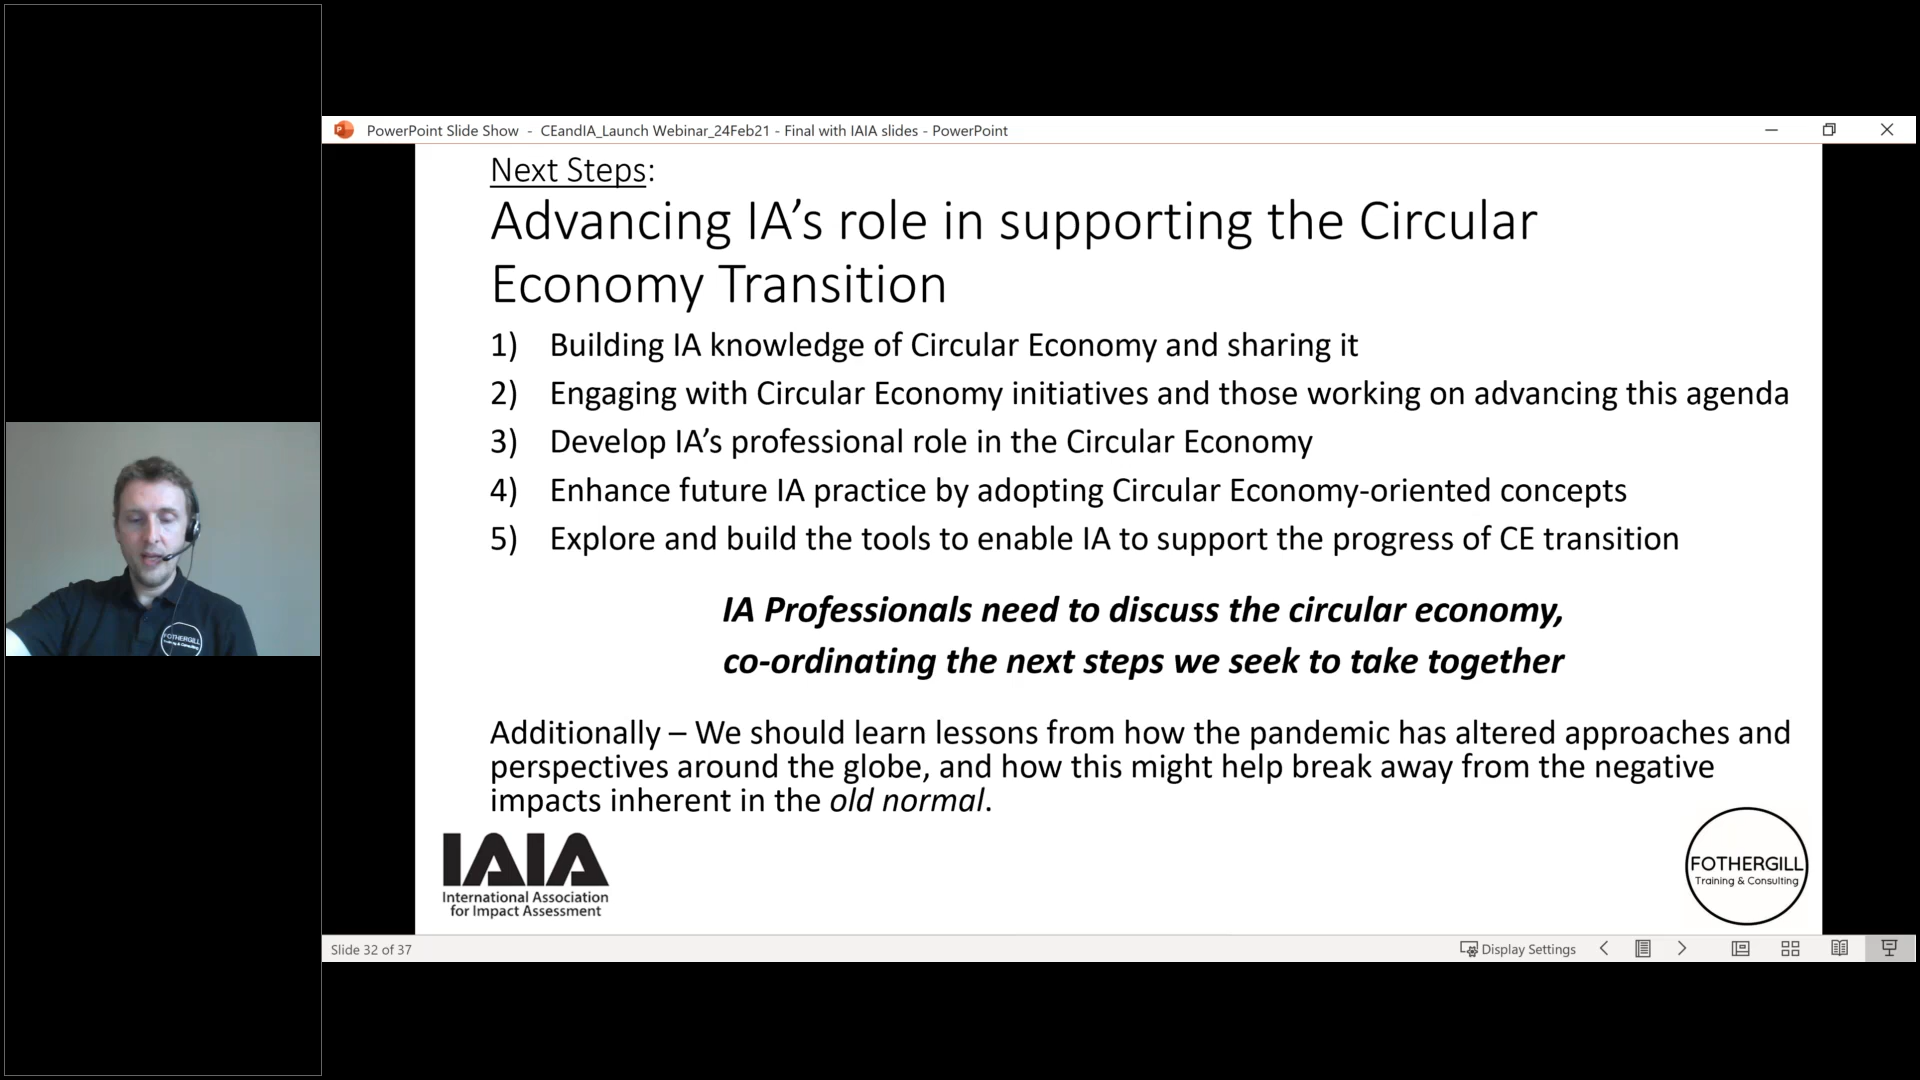 PowerPoint Slide Show - CEandIA_Launch Webinar_24Feb21 - Final with IAIA slides - PowerPoint
Next Steps:
Advancing IA’s role in supporting the Circular
Economy Transition
1) Building IA knowledge of Circular Economy and sharing it
2) Engaging with Circular Economy initiatives and those working on advancing this agenda
3) Develop IA’s professional role in the Circular Economy
4) Enhance future IA practice by adopting Circular Economy-oriented concepts
5) Explore and build the tools to enable IA to support the progress of CE transition
IA Professionals need to discuss the circular economy,
co-ordinating the next steps we seek to take together
Additionally – We should learn lessons from how the pandemic has altered approaches and
perspectives around the globe, and how this might help break away from the negative
impacts inherent in the old normal.
IAIA
International Association
for Impact Assessment
FOTHERGILL
Training & Consulting
FOTHERGILL
Training & Consulting
Slide 32 of 37
Display Settings